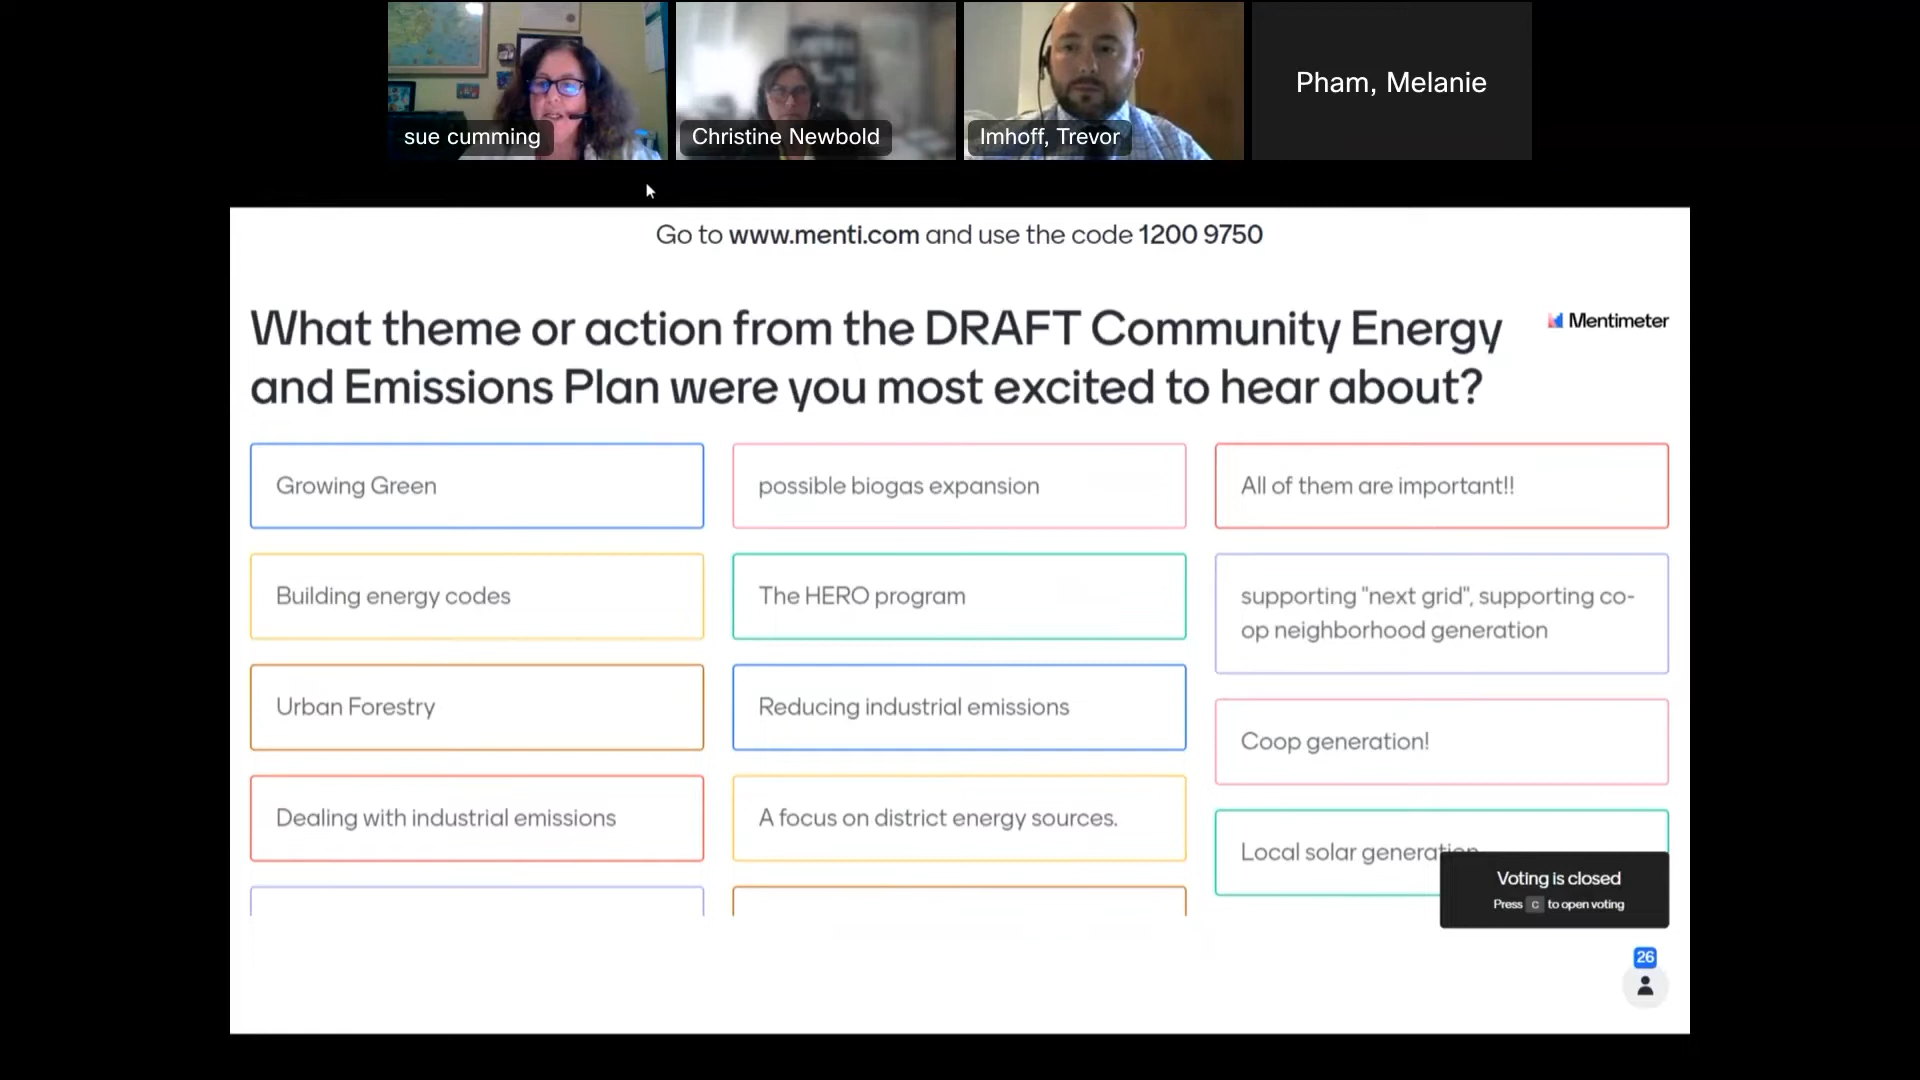 sue cumming
Christine Newbold
Imhoff, Trevor
Pham, Melanie
Go to www.menti.com and use the code 1200 9750
What theme or action from the DRAFT Community Energy
and Emissions Plan were you most excited to hear about?
Mentimeter
Growing Green
Building energy codes
Urban Forestry
Dealing with industrial emissions
possible biogas expansion
The HERO program
Reducing industrial emissions
A focus on district energy sources.
All of them are important!!
supporting "next grid", supporting co-
op neighborhood generation
Coop generation!
Local solar generation
Voting is closed
Press C to open voting
26